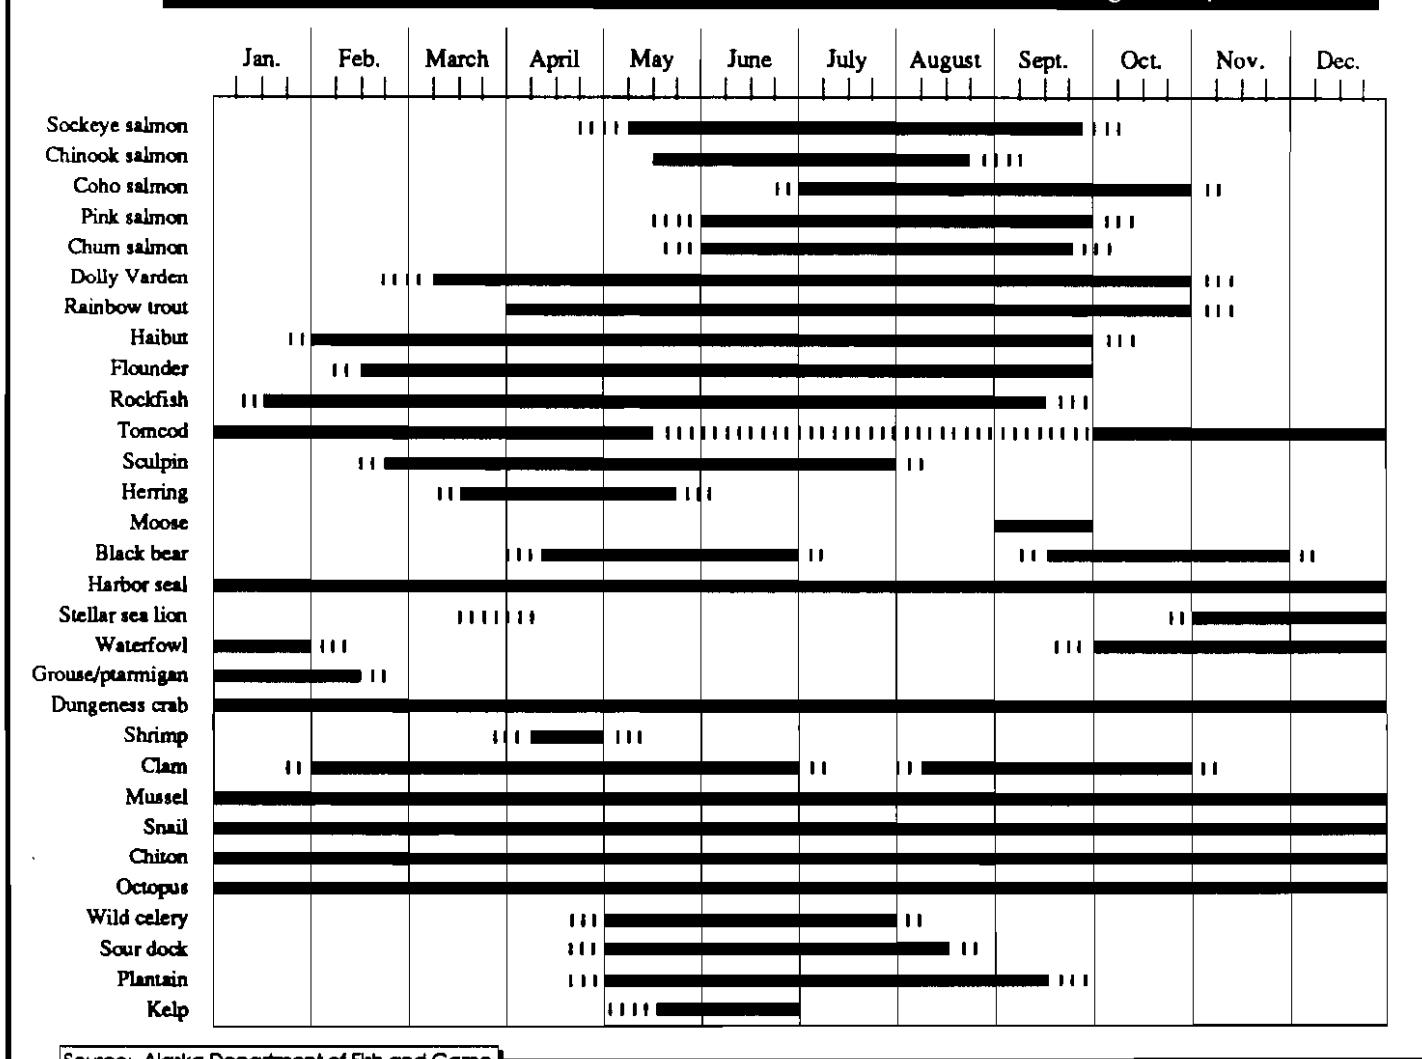 Jan. Feb. March April May June July August Sept. Oct. Nov. Dec.
Sockeye salmon
Chinook salmon
Coho salmon
Pink salmon
Chum salmon
Dolly Varden
Rainbow trout
Haibut
Flounder
Rockfish
Tomcod
Sculpin
Herring
Moose
Black bear
Harbor seal
Stellar sea lion
Waterfowl
Grouse/ptarmigan
Dungeness crab
Shrimp
Clam
Mussel
Snail
Chiton
Octopus
Wild celery
Sour dock
Plantain
Kelp
Source: Alaska Department of Fish and Game